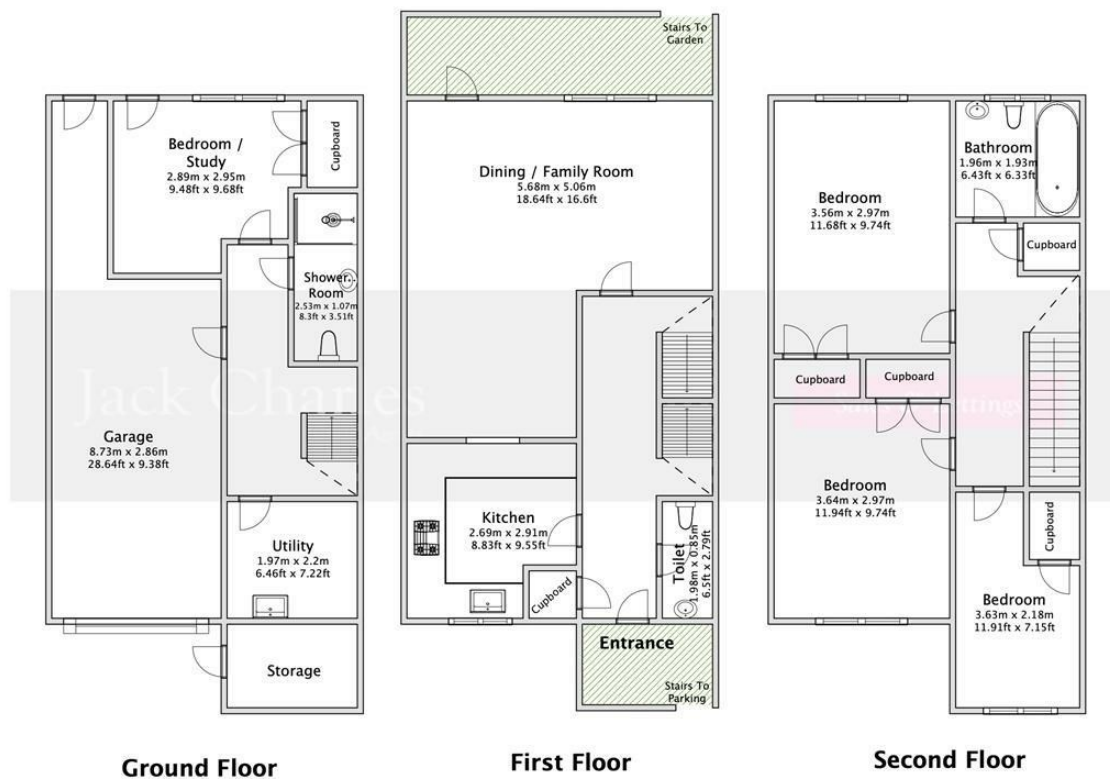 Stairs To
Garden
Bedroom /
Study
2.89m x 2.95m
9.48ft x 9.68ft
Cupboard
Shower..
Room
2.53m x 1.07m
8.3ft x 3.51ft
Garage
8.73m x 2.86m
28.64ft x 9.38ft
Utility
1.97m x 2.2m
6.46ft x 7.22ft
Storage
Ground Floor
Dining / Family Room
5.68m x 5.06m
18.64ft x 16.6ft
Kitchen
2.69m x 2.91m
8.83ft x 9.55ft
Cupboard
Toilet
1.98m x 0.85m
6.5ft x 2.79ft
Entrance
Stairs To
Parking
First Floor
Bedroom
3.56m x 2.97m
11.68ft x 9.74ft
Bathroom
1.96m x 1.93m
6.43ft x 6.33ft
Cupboard
Cupboard
Cupboard
Bedroom
3.64m x 2.97m
11.94ft x 9.74ft
Cupboard
Bedroom
3.63m x 2.18m
11.91ft x 7.15ft
Second Floor
Jack Charles